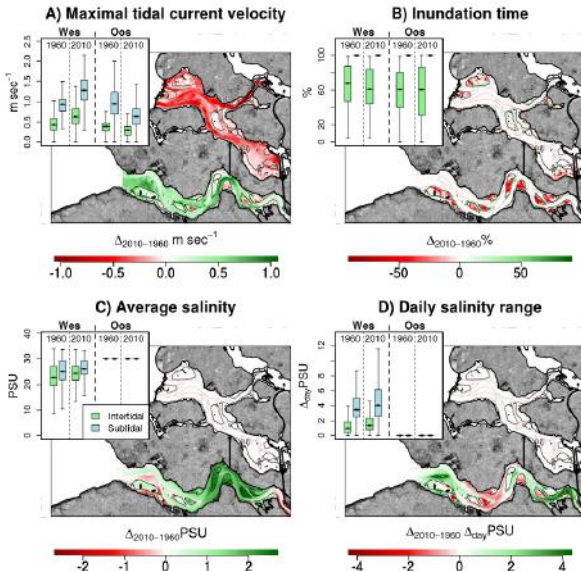 A) Maximal tidal current velocity
Wes Oos
1960 2010 1960 2010
m sec⁻¹
2.5
2.0
1.5
1.0
0.5
0.0
Δ2010−1960 m sec⁻¹
-1.0 -0.5 0.0 0.5 1.0
B) Inundation time
Wes Oos
1960 2010 1960 2010
%
100
60
20
0
Δ2010−1960%
-50 0 50
C) Average salinity
Wes Oos
1960 2010 1960 2010
PSU
40
30
20
10
0
Intertidal
Subtidal
Δ2010−1960PSU
-2 -1 0 1 2
D) Daily salinity range
Wes Oos
1960 2010 1960 2010
ΔdayPSU
12
8
6
4
2
0
Δ2010−1960 ΔdayPSU
-4 -2 0 2 4